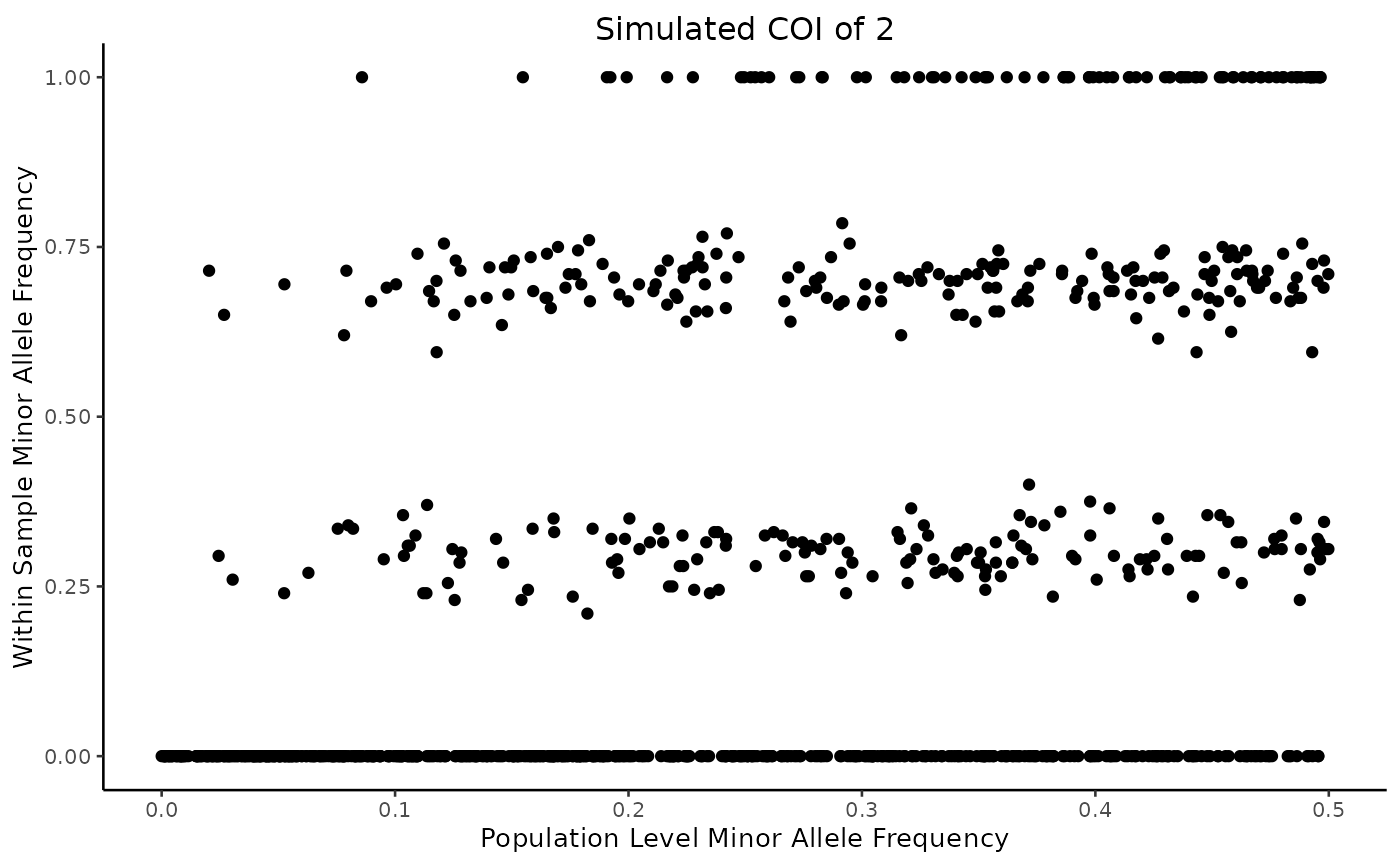 Simulated COI of 2
Within Sample Minor Allele Frequency
1.00
0.75
0.50
0.25
0.00
0.0 0.1 0.2 0.3 0.4 0.5
Population Level Minor Allele Frequency